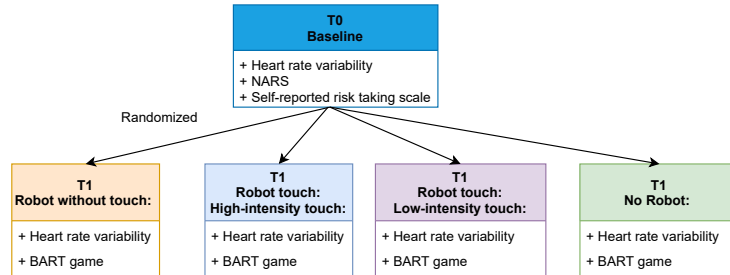 T0
Baseline
+ Heart rate variability
+ NARS
+ Self-reported risk taking scale
Randomized
T1
Robot without touch:
+ Heart rate variability
+ BART game
T1
Robot touch:
High-intensity touch:
+ Heart rate variability
+ BART game
T1
Robot touch:
Low-intensity touch:
+ Heart rate variability
+ BART game
T1
No Robot:
+ Heart rate variability
+ BART game